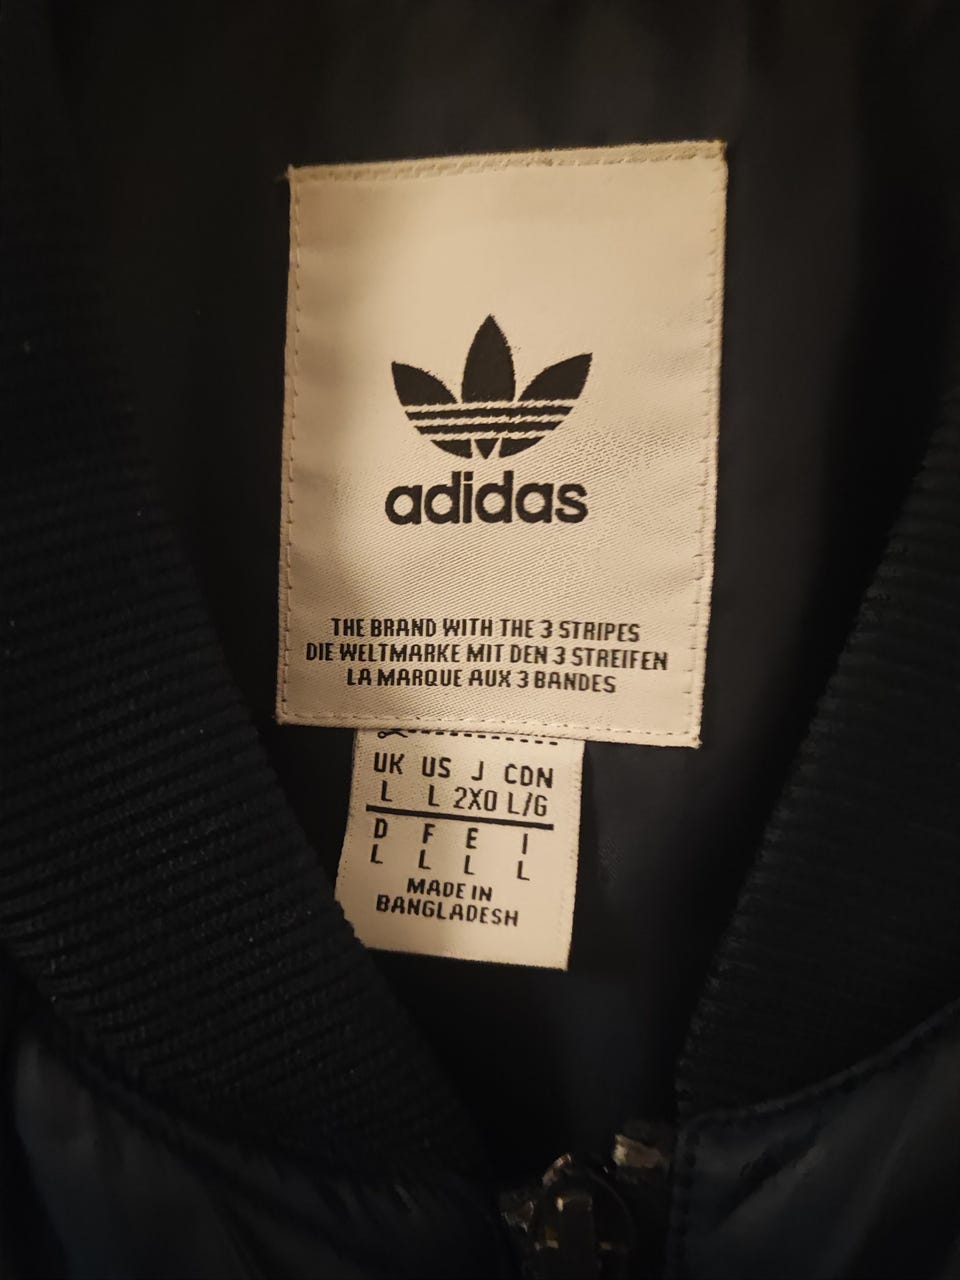 adidas
THE BRAND WITH THE 3 STRIPES
DIE WELTMARKE MIT DEN 3 STREIFEN
LA MARQUE AUX 3 BANDES
UK US J CDN
L L 2XO L/G
D F E I
L L L L
MADE IN
BANGLADESH